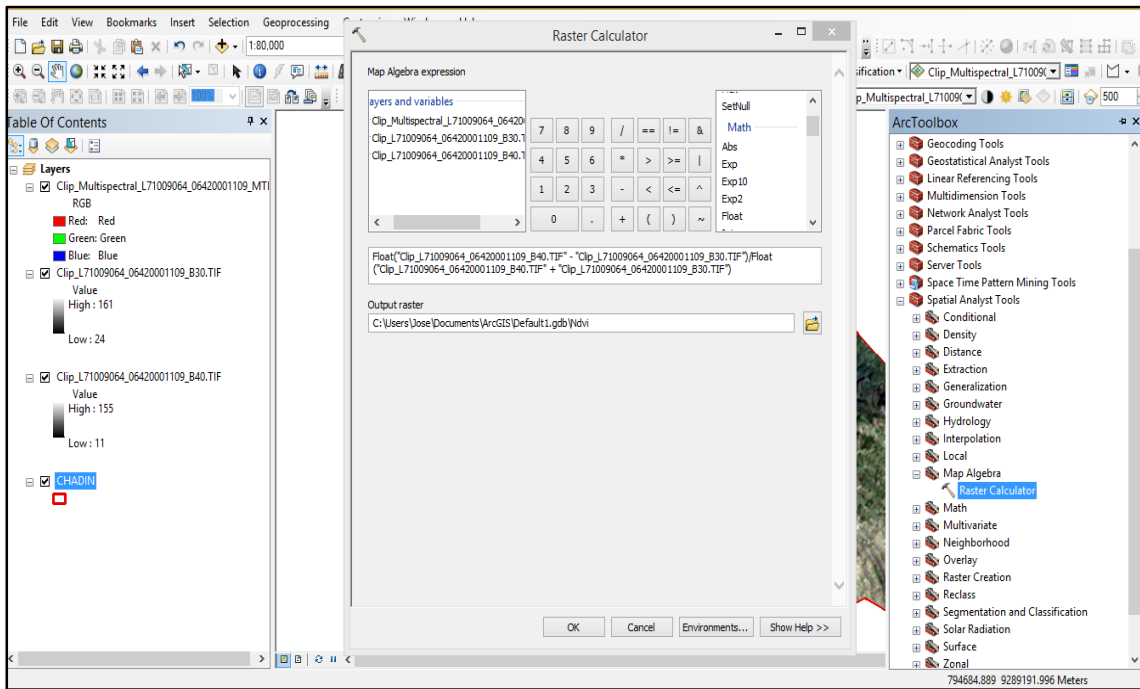 File Edit View Bookmarks Insert Selection Geoprocessing
1:80,000
100%
Table Of Contents
Layers
Clip_Multispectral_L71009064_06420001109_MTI
RGB
Red: Red
Green: Green
Blue: Blue
Clip_L71009064_06420001109_B30.TIF
Value
High : 161
Low : 24
Clip_L71009064_06420001109_B40.TIF
Value
High : 155
Low : 11
CHADIN
Raster Calculator
Map Algebra expression
ayers and variables
Clip_Multispectral_L71009064_06420
Clip_L71009064_06420001109_B30.T
Clip_L71009064_06420001109_B40.T
7 8 9 / == != &
4 5 6 * > >= |
1 2 3 - < <= ^
0 . + ( ) ~
SetNull
Math
Abs
Exp
Exp10
Exp2
Float
Float("Clip_L71009064_06420001109_B40.TIF" - "Clip_L71009064_06420001109_B30.TIF")/Float
("Clip_L71009064_06420001109_B40.TIF" + "Clip_L71009064_06420001109_B30.TIF")
Output raster
C:\Users\Jose\Documents\ArcGIS\Default1.gdb\Ndvi
OK Cancel Environments... Show Help >>
sification Clip_Multispectral_L71009(
p_Multispectral_L71009( 500
ArcToolbox
Geocoding Tools
Geostatistical Analyst Tools
Linear Referencing Tools
Multidimension Tools
Network Analyst Tools
Parcel Fabric Tools
Schematics Tools
Server Tools
Space Time Pattern Mining Tools
Spatial Analyst Tools
Conditional
Density
Distance
Extraction
Generalization
Groundwater
Hydrology
Interpolation
Local
Map Algebra
Raster Calculator
Math
Multivariate
Neighborhood
Overlay
Raster Creation
Reclass
Segmentation and Classification
Solar Radiation
Surface
Zonal
794684.889 9289191.996 Meters